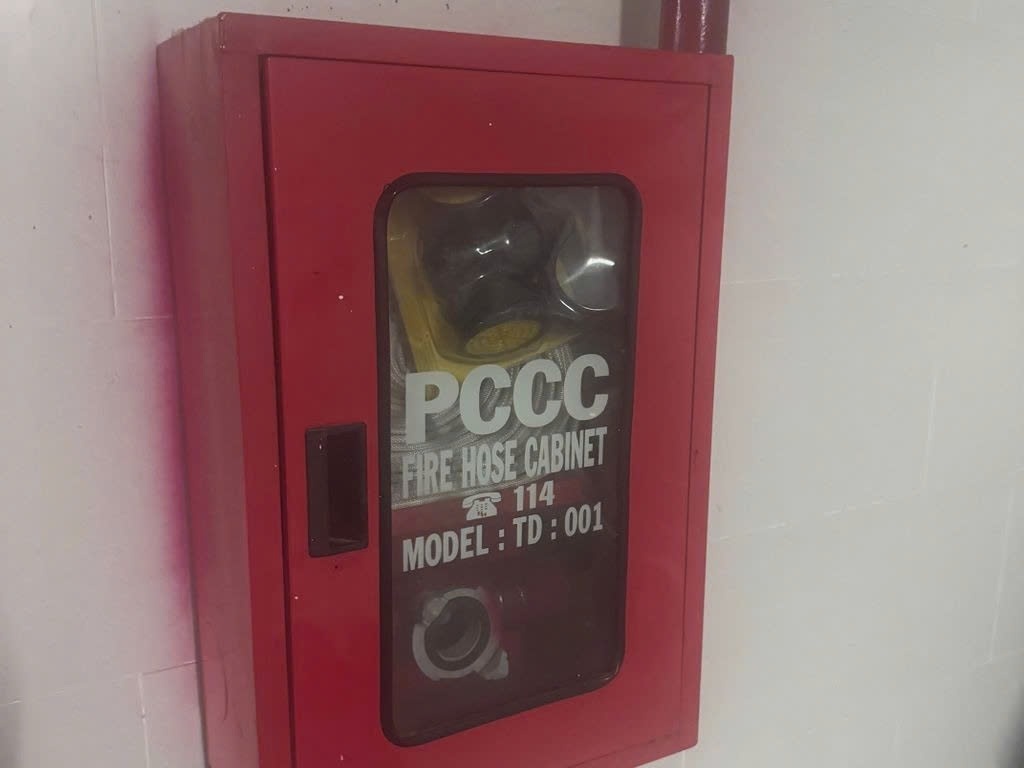 PCCC
FIRE HOSE CABINET
☎ 114
MODEL : TD : 001